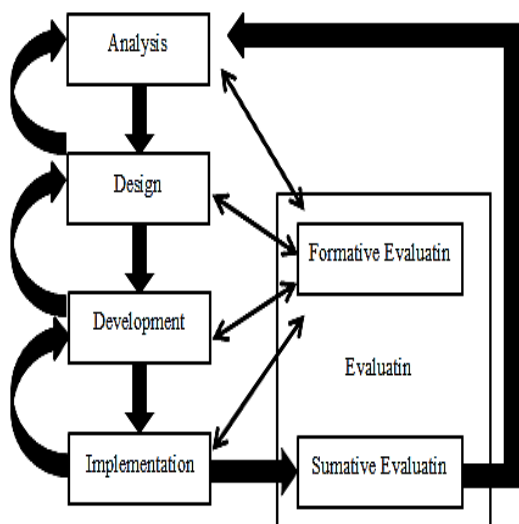 Analysis
Design
Formative Evaluatin
Development
Evaluatin
Implementation
Sumative Evaluatin